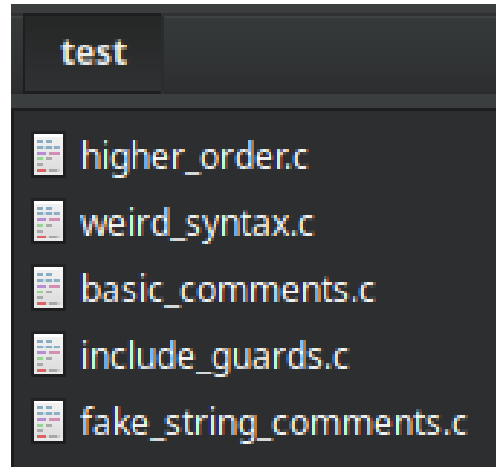 test
higher_order.c
weird_syntax.c
basic_comments.c
include_guards.c
fake_string_comments.c